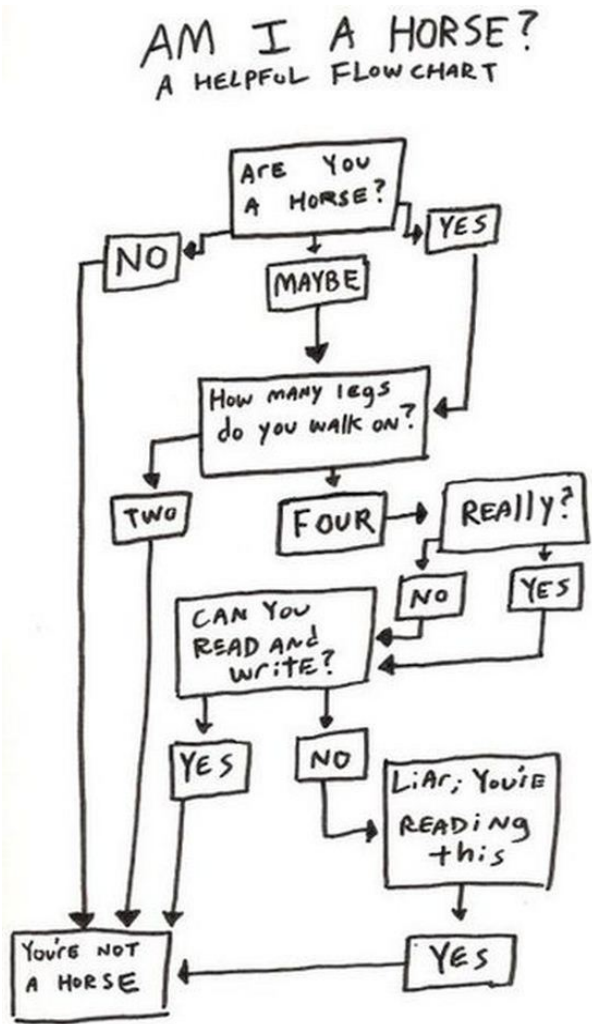 AM I A HORSE?
A HELPFUL FLOWCHART
Are You
A HORSE?
NO
YES
MAYBE
How MANY legs
do you walk on?
TWO
FOUR
REAlly?
NO
YES
CAN YOU
READ ANd
writE?
YES
NO
LiAr; You're
READiNg
this
You're NOT
A HORSE
YES